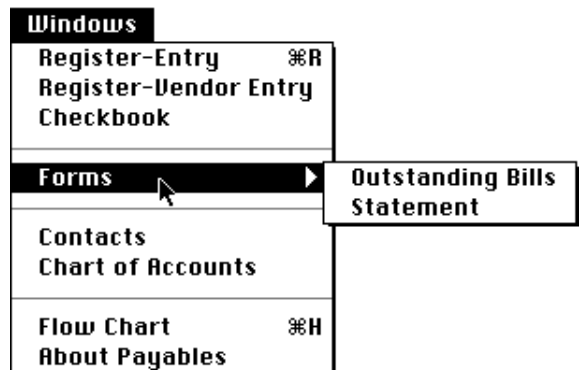 Windows
Register-Entry ⌘R
Register-Vendor Entry
Checkbook
Forms
Outstanding Bills
Statement
Contacts
Chart of Accounts
Flow Chart ⌘H
About Payables